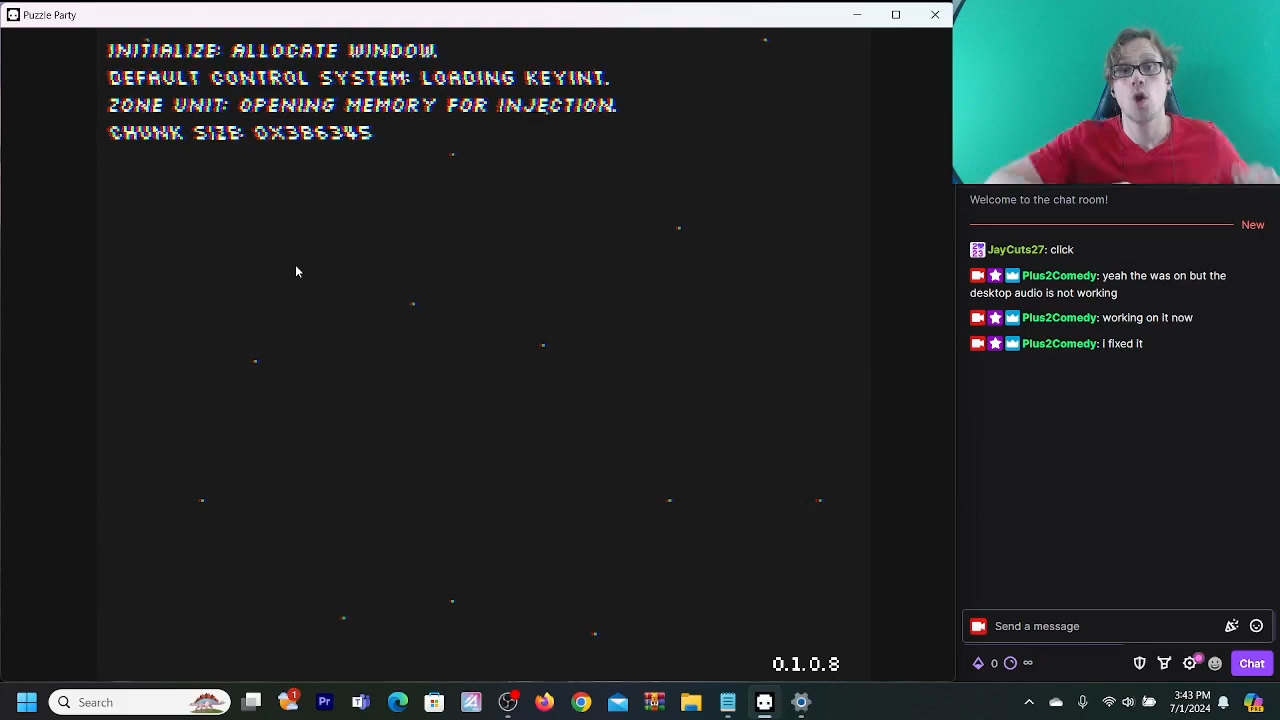 Puzzle Party
INITIALIZE: ALLOCATE WINDOW.
DEFAULT CONTROL SYSTEM: LOADING KEYINT.
ZONE UNIT: OPENING MEMORY FOR INJECTION.
CHUNK SIZE: 0X3B6345
0.1.0.8
Welcome to the chat room!
New
JayCuts27: click
Plus2Comedy: yeah the was on but the
desktop audio is not working
Plus2Comedy: working on it now
Plus2Comedy: I fixed it
Send a message
0 ∞
Chat
Search
1
Pr
3:43 PM
7/1/2024
PRE